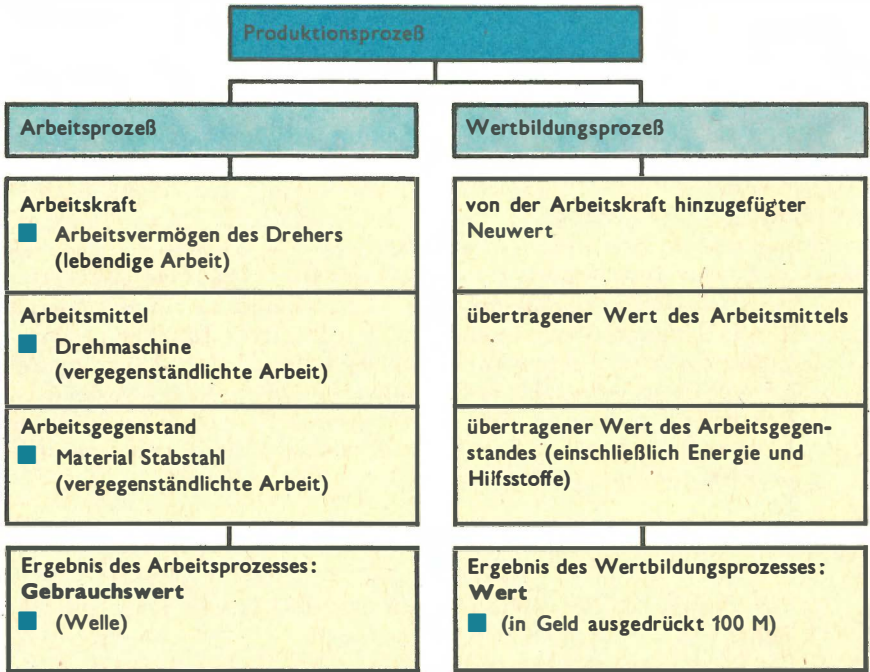 Produktionsprozeß
Arbeitsprozeß
Arbeitskraft
Arbeitsvermögen des Drehers
(lebendige Arbeit)
Arbeitsmittel
Drehmaschine
(vergegenständlichte Arbeit)
Arbeitsgegenstand
Material Stabstahl
(vergegenständlichte Arbeit)
Ergebnis des Arbeitsprozesses:
Gebrauchswert
(Welle)
Wertbildungsprozeß
von der Arbeitskraft hinzugefügter
Neuwert
übertragener Wert des Arbeitsmittels
übertragener Wert des Arbeitsgegen-
standes (einschließlich Energie und
Hilfsstoffe)
Ergebnis des Wertbildungsprozesses:
Wert
(in Geld ausgedrückt 100 M)